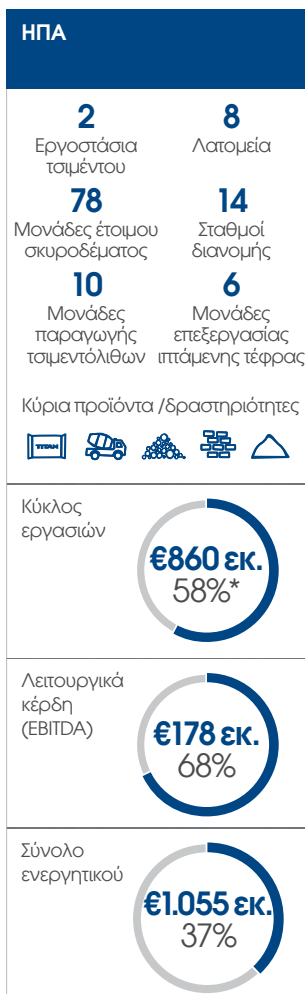 ΗΠΑ
2
Εργοστάσια
τσιμέντου
8
Λατομεία
78
Μονάδες έτοιμου
σκυροδέματος
14
Σταθμοί
διανομής
10
Μονάδες
παραγωγής
τσιμεντόλιθων
6
Μονάδες
επεξεργασίας
ιπτάμενης τέφρας
Κύρια προϊόντα /δραστηριότητες
TITAN
Κύκλος
εργασιών
€860 εκ.
58%*
Λειτουργικά
κέρδη
(EBITDA)
€178 εκ.
68%
Σύνολο
ενεργητικού
€1.055 εκ.
37%